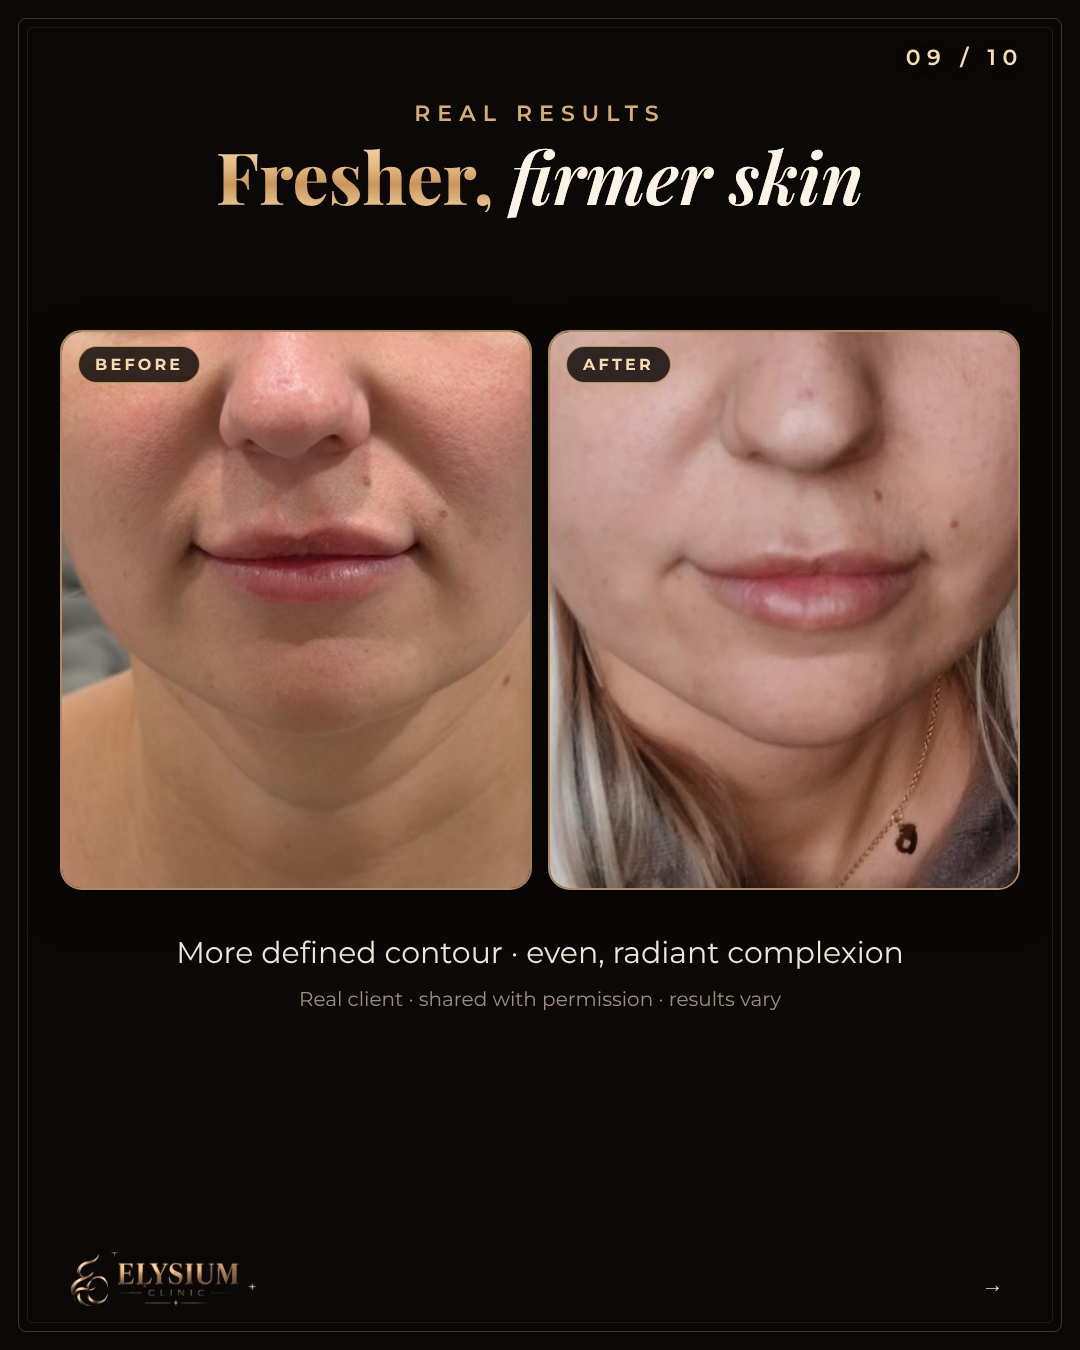 09 / 10
REAL RESULTS
Fresher, firmer skin
BEFORE
AFTER
More defined contour · even, radiant complexion
Real client · shared with permission · results vary
ELYSIUM
CLINIC
→